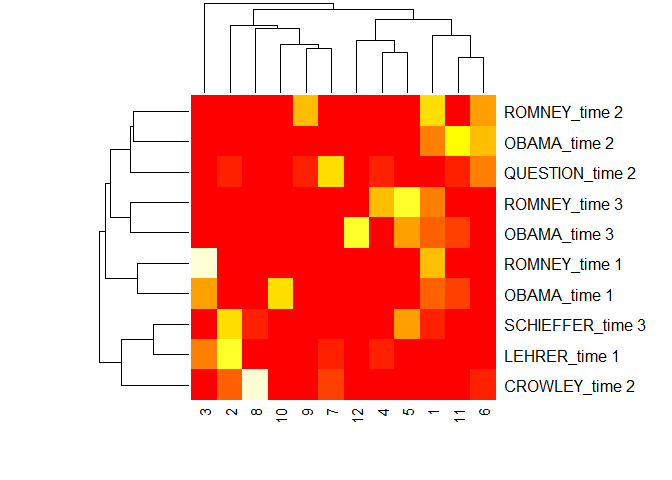 ROMNEY_time 2
OBAMA_time 2
QUESTION_time 2
ROMNEY_time 3
OBAMA_time 3
ROMNEY_time 1
OBAMA_time 1
SCHIEFFER_time 3
LEHRER_time 1
CROWLEY_time 2
3 2 8 10 9 7 12 4 5 1 11 6